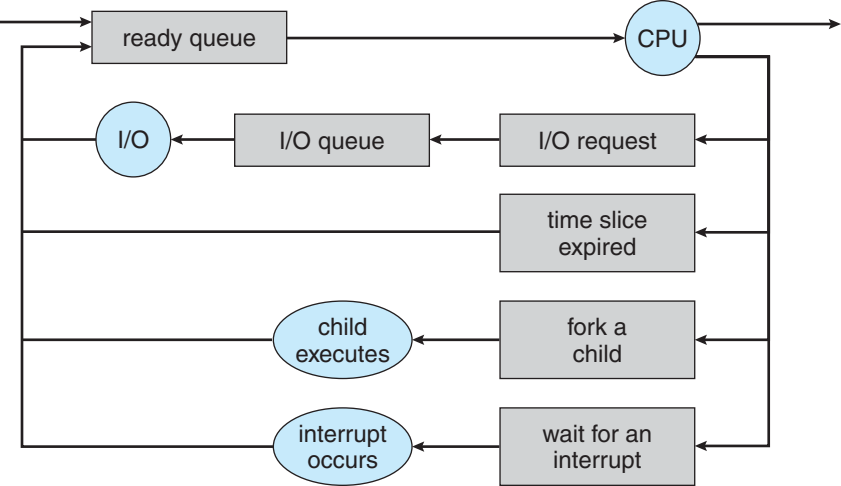 ready queue
CPU
I/O
I/O queue
I/O request
time slice
expired
child
executes
fork a
child
interrupt
occurs
wait for an
interrupt